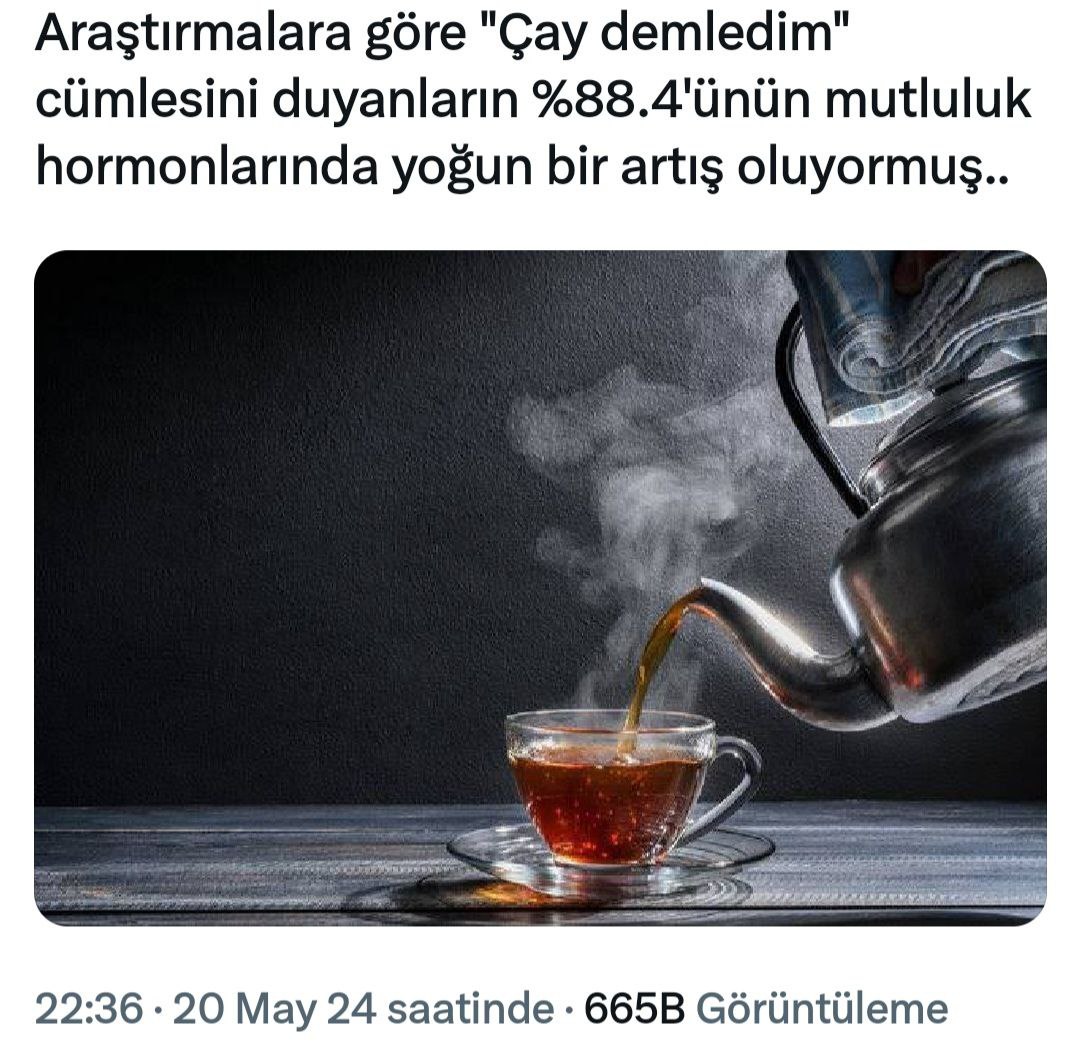 Araştırmalara göre "Çay demledim"
cümlesini duyanların %88.4'ünün mutluluk
hormonlarında yoğun bir artış oluyormuş..
22:36 · 20 May 24 saatinde · 665B Görüntüleme